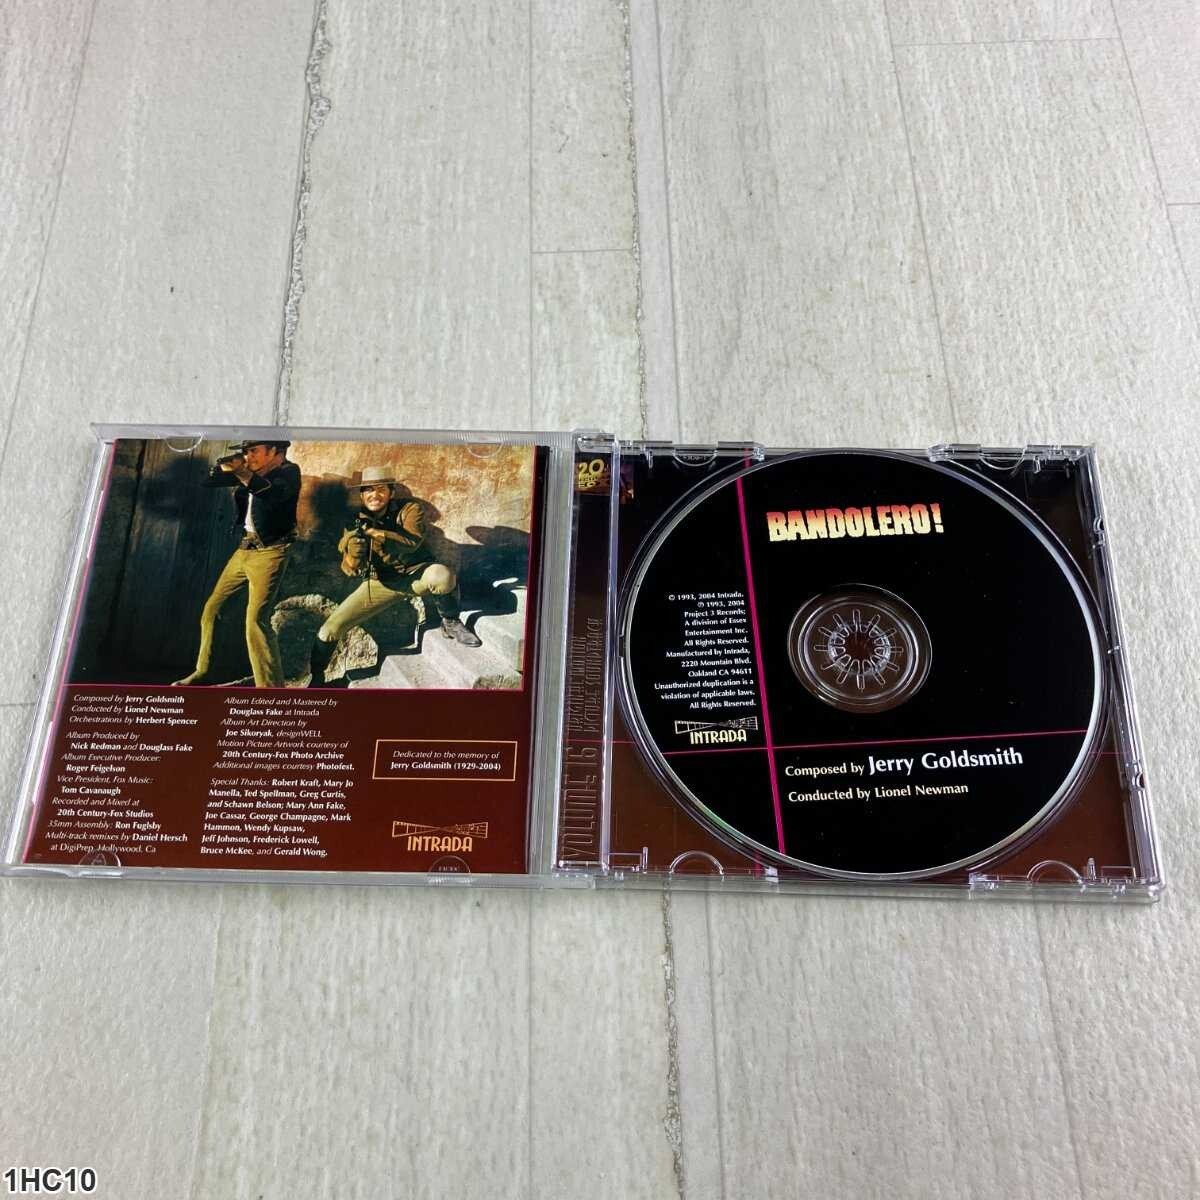 Composed by Jerry Goldsmith
Conducted by Lionel Newman
Orchestrations by Herbert Spencer
Album Produced by
Nick Redman and Douglass Fake
Album Executive Producer:
Roger Feigelson
Vice President, Fox Music:
Tom Cavanaugh
Recorded and Mixed at
20th Century-Fox Studios
35mm Assembly: Ron Fuglsby
Multi-track remixes by Daniel Hersch
at DigiPrep, Hollywood, Ca
Album Edited and Mastered by
Douglass Fake at Intrada
Album Art Direction by
Joe Sikoryak, designWELL
Motion Picture Artwork courtesy of
20th Century-Fox Photo Archive
Additional images courtesy Photofest.
Special Thanks: Robert Kraft, Mary Jo
Manella, Ted Spellman, Greg Curtis,
and Schawn Belson; Mary Ann Fake,
Joe Cassar, George Champagne, Mark
Hammon, Wendy Kupsaw,
Jeff Johnson, Frederick Lowell,
Bruce McKee, and Gerald Wong.
Dedicated to the memory of
Jerry Goldsmith (1929-2004)
INTRADA
20
VOLUME 16
BANDOLERO!
© 1993, 2004 Intrada.
℗ 1993, 2004
Project 3 Records;
A division of Essex
Entertainment Inc.
All Rights Reserved.
Manufactured by Intrada,
2220 Mountain Blvd.
Oakland CA 94611
Unauthorized duplication is a
violation of applicable laws.
All Rights Reserved.
INTRADA
Composed by Jerry Goldsmith
Conducted by Lionel Newman
1HC10